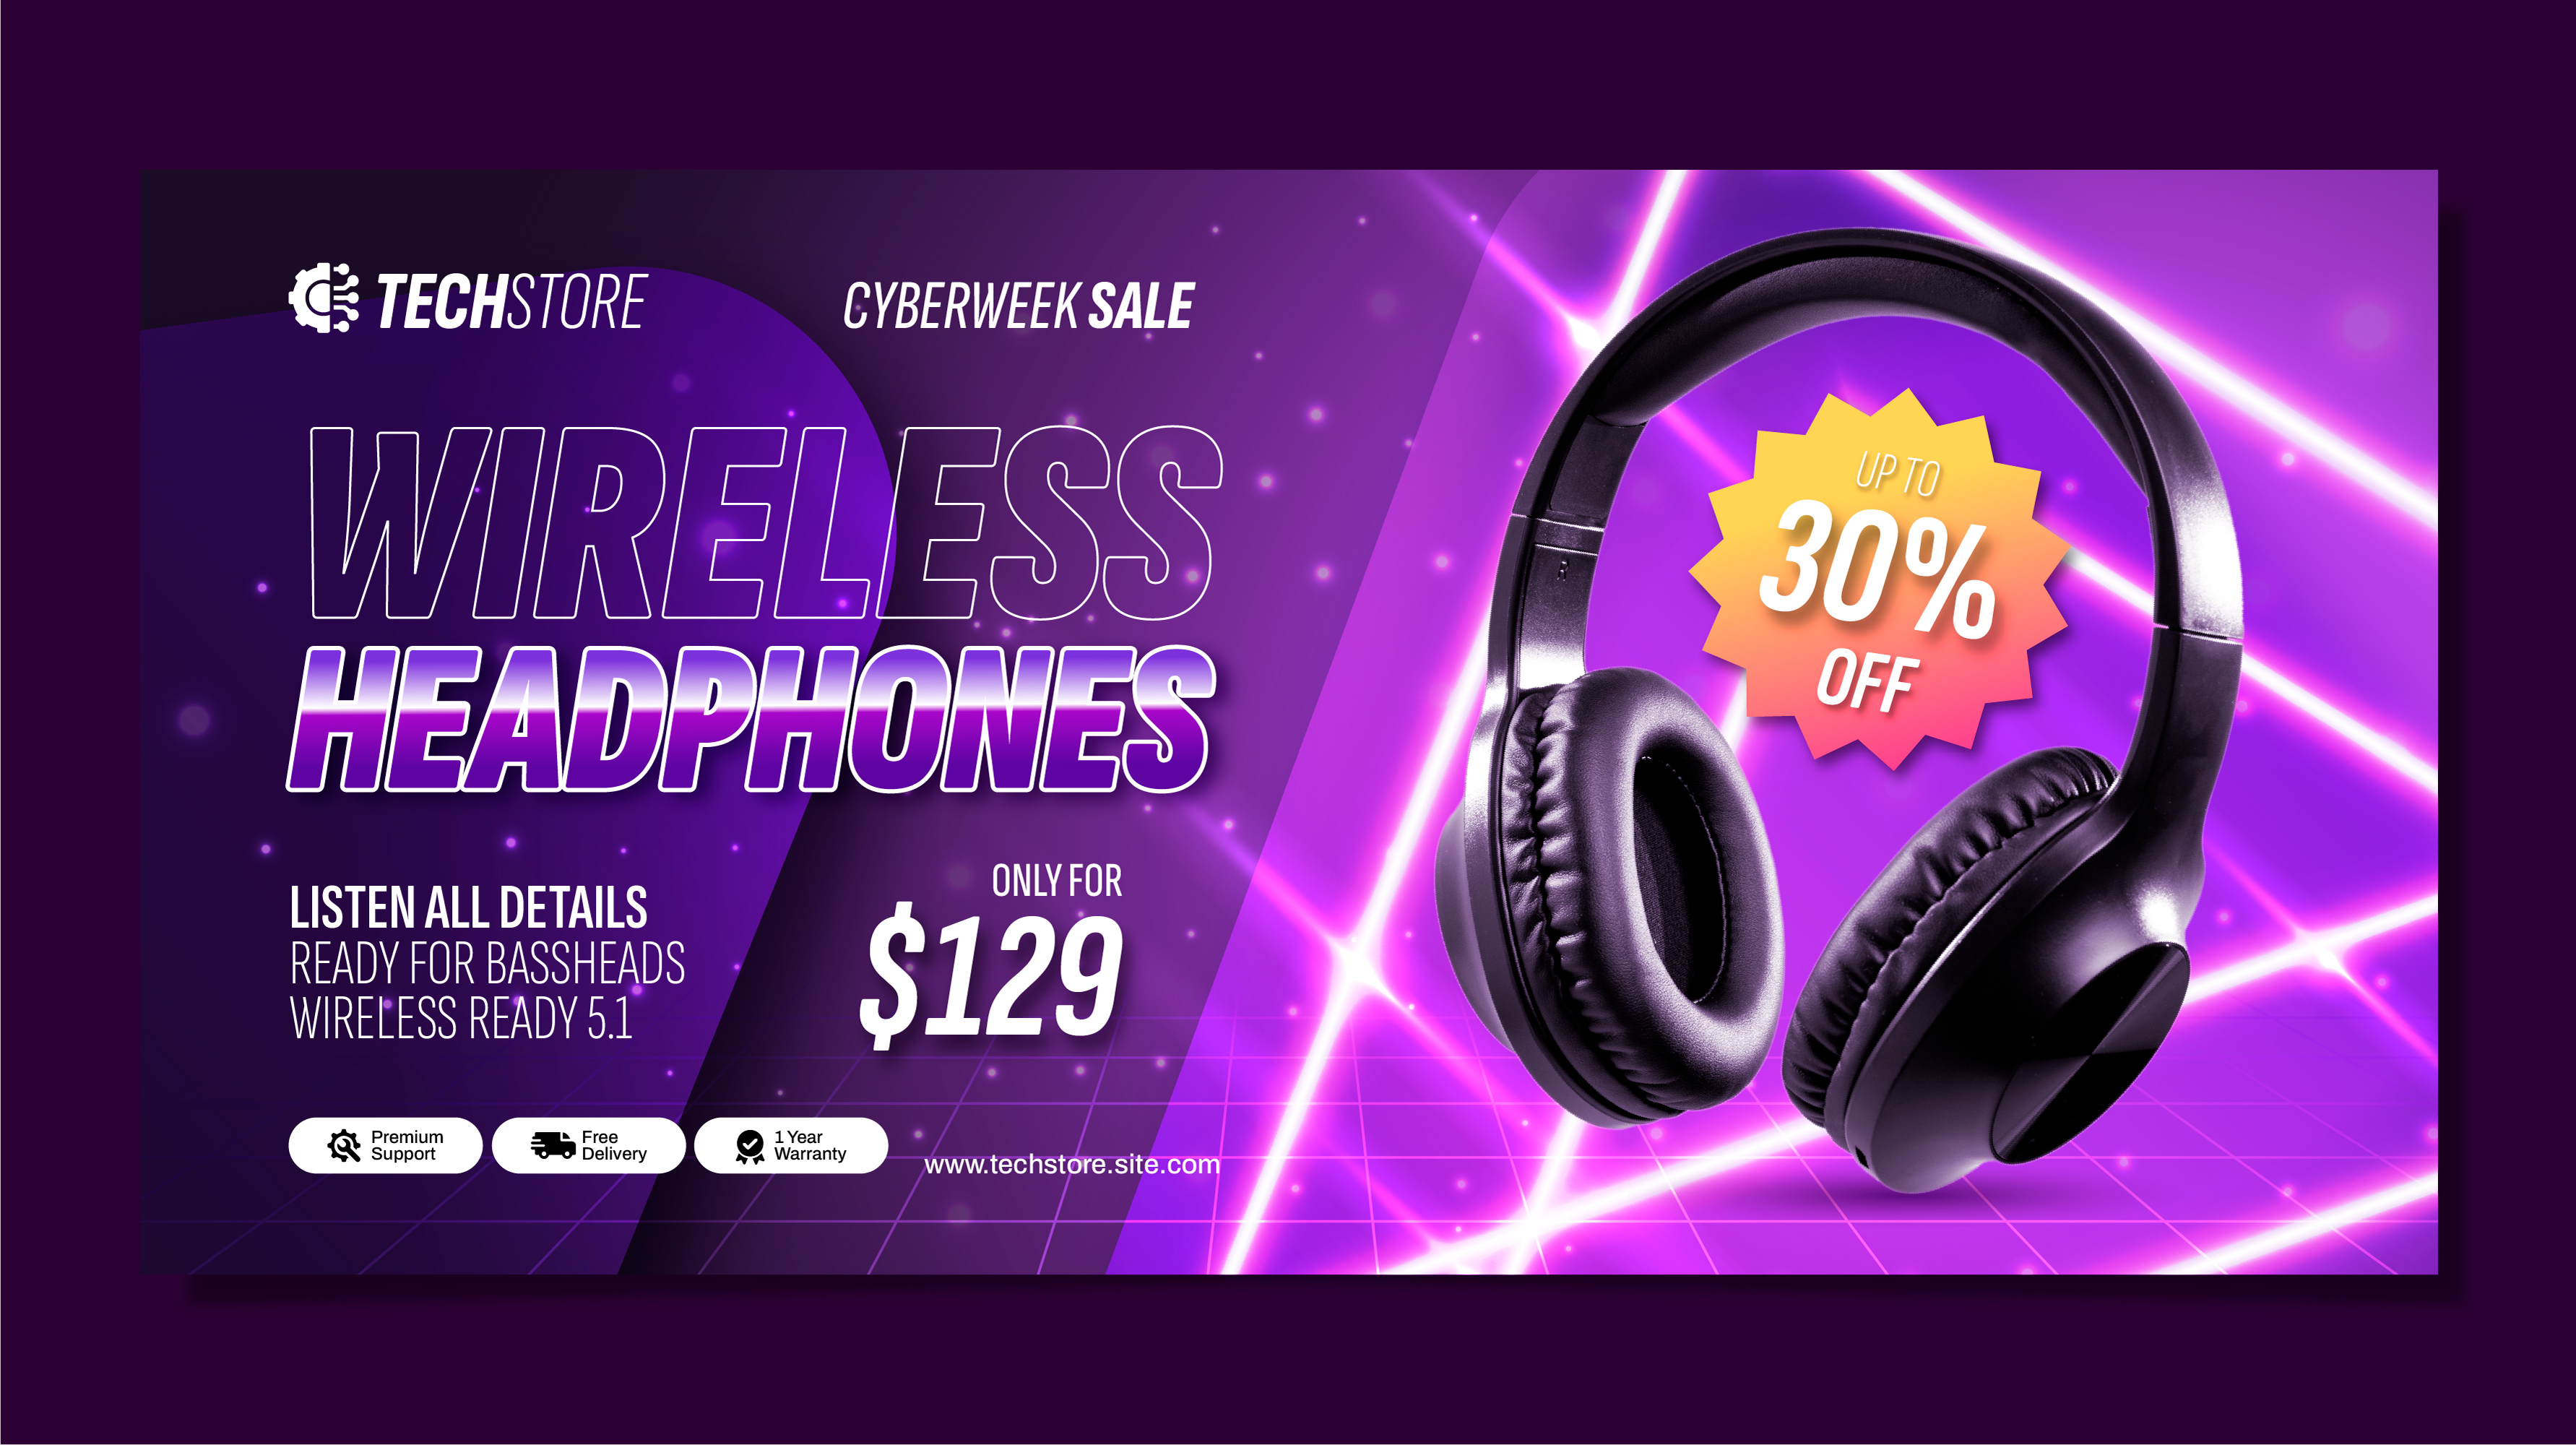 TECHSTORE
CYBERWEEK SALE
WIRELESS
HEADPHONES
LISTEN ALL DETAILS
READY FOR BASSHEADS
WIRELESS READY 5.1
ONLY FOR
$129
Premium
Support
Free
Delivery
1 Year
Warranty
www.techstore.site.com
UP TO
30%
OFF
R